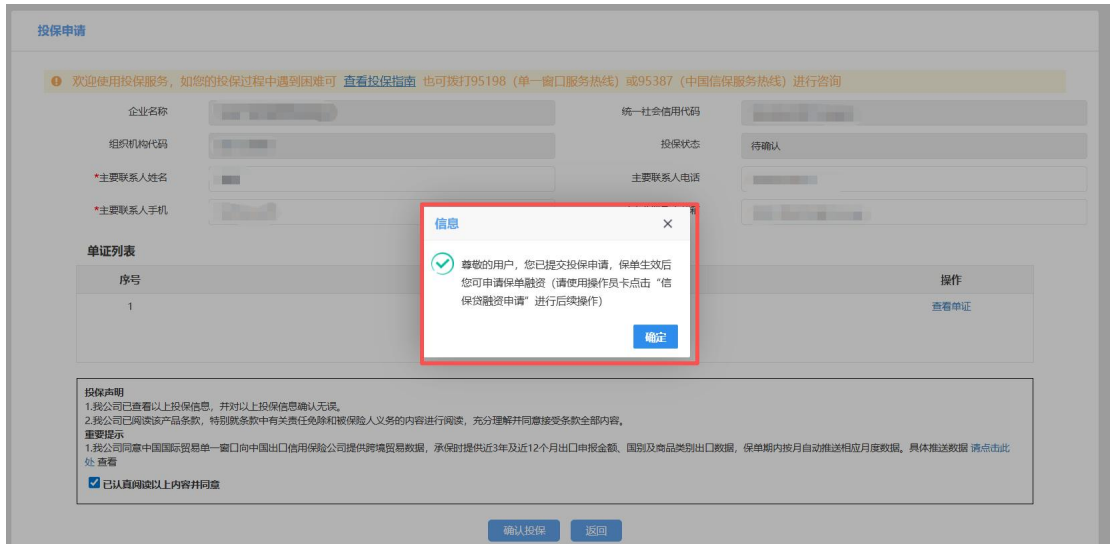 投保申请
欢迎使用投保服务，如您的投保过程中遇到困难可 查看投保指南 也可拨打95198（单一窗口服务热线）或95387（中国信保服务热线）进行咨询
企业名称
统一社会信用代码
组织机构代码
投保状态
待确认
*主要联系人姓名
主要联系人电话
*主要联系人手机
信息
×
尊敬的用户，您已提交投保申请，保单生效后
您可申请保单融资（请使用操作员卡点击“信
保贷融资申请”进行后续操作）
确定
单证列表
序号
操作
1
查看单证
投保声明
1.我公司已查看以上投保信息，并对以上投保信息确认无误。
2.我公司已阅读该产品条款，特别就条款中有关责任免除和被保险人义务的内容进行阅读，充分理解并同意接受条款全部内容。
重要提示
1.我公司同意中国国际贸易单一窗口向中国出口信用保险公司提供跨境贸易数据，承保时提供近3年及近12个月出口申报金额、国别及商品类别出口数据，保单期内按月自动推送相应月度数据。具体推送数据 请点击此
处 查看
已认真阅读以上内容并同意
确认投保
返回